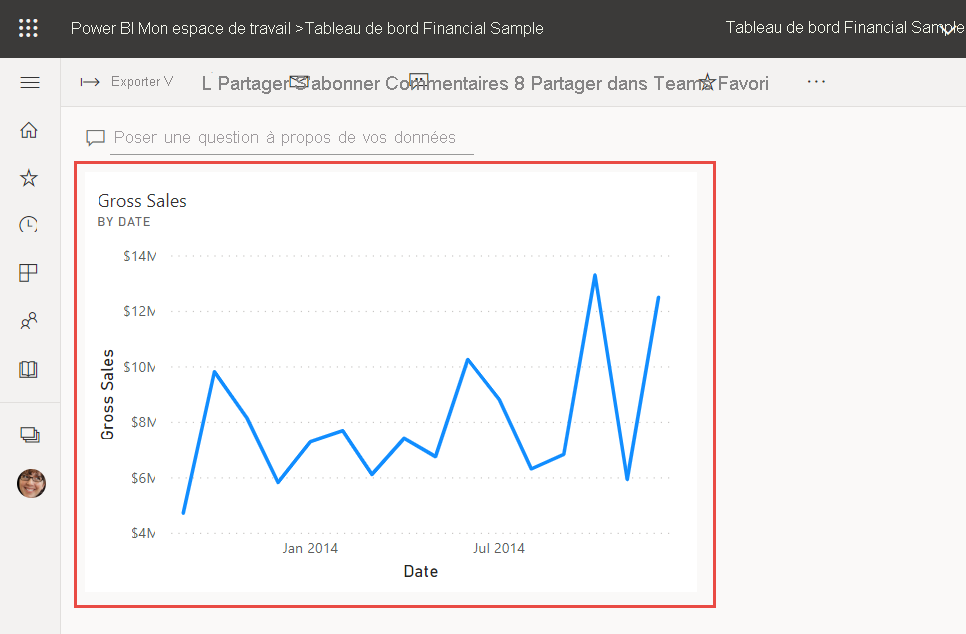 Power BI Mon espace de travail >Tableau de bord Financial Sample
Tableau de bord Financial Sample
Exporter V
L Partager S'abonner Commentaires 8 Partager dans Teams Favori
Poser une question à propos de vos données
Gross Sales
BY DATE
$14M
$12M
$10M
$8M
$6M
$4M
Gross Sales
Jan 2014
Jul 2014
Date